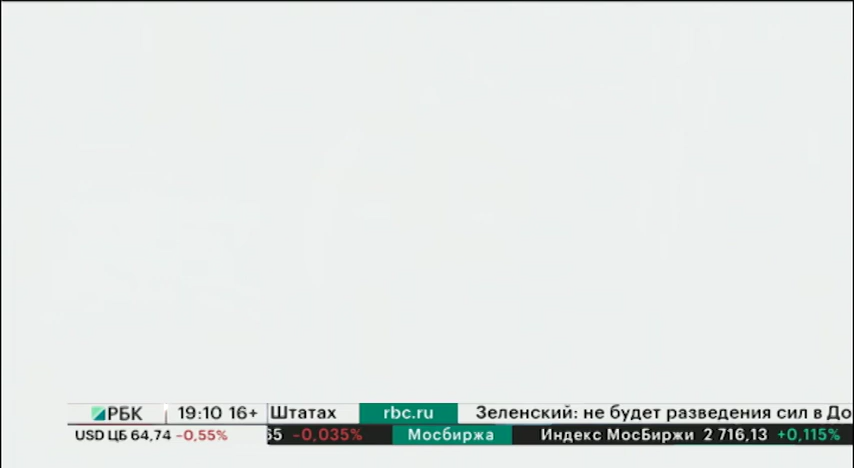 РБК 19:10 16+ Штатах rbc.ru Зеленский: не будет разведения сил в До
USD ЦБ 64,74 -0,55% 65 -0,035% Мосбиржа Индекс МосБиржи 2 716,13 +0,115%